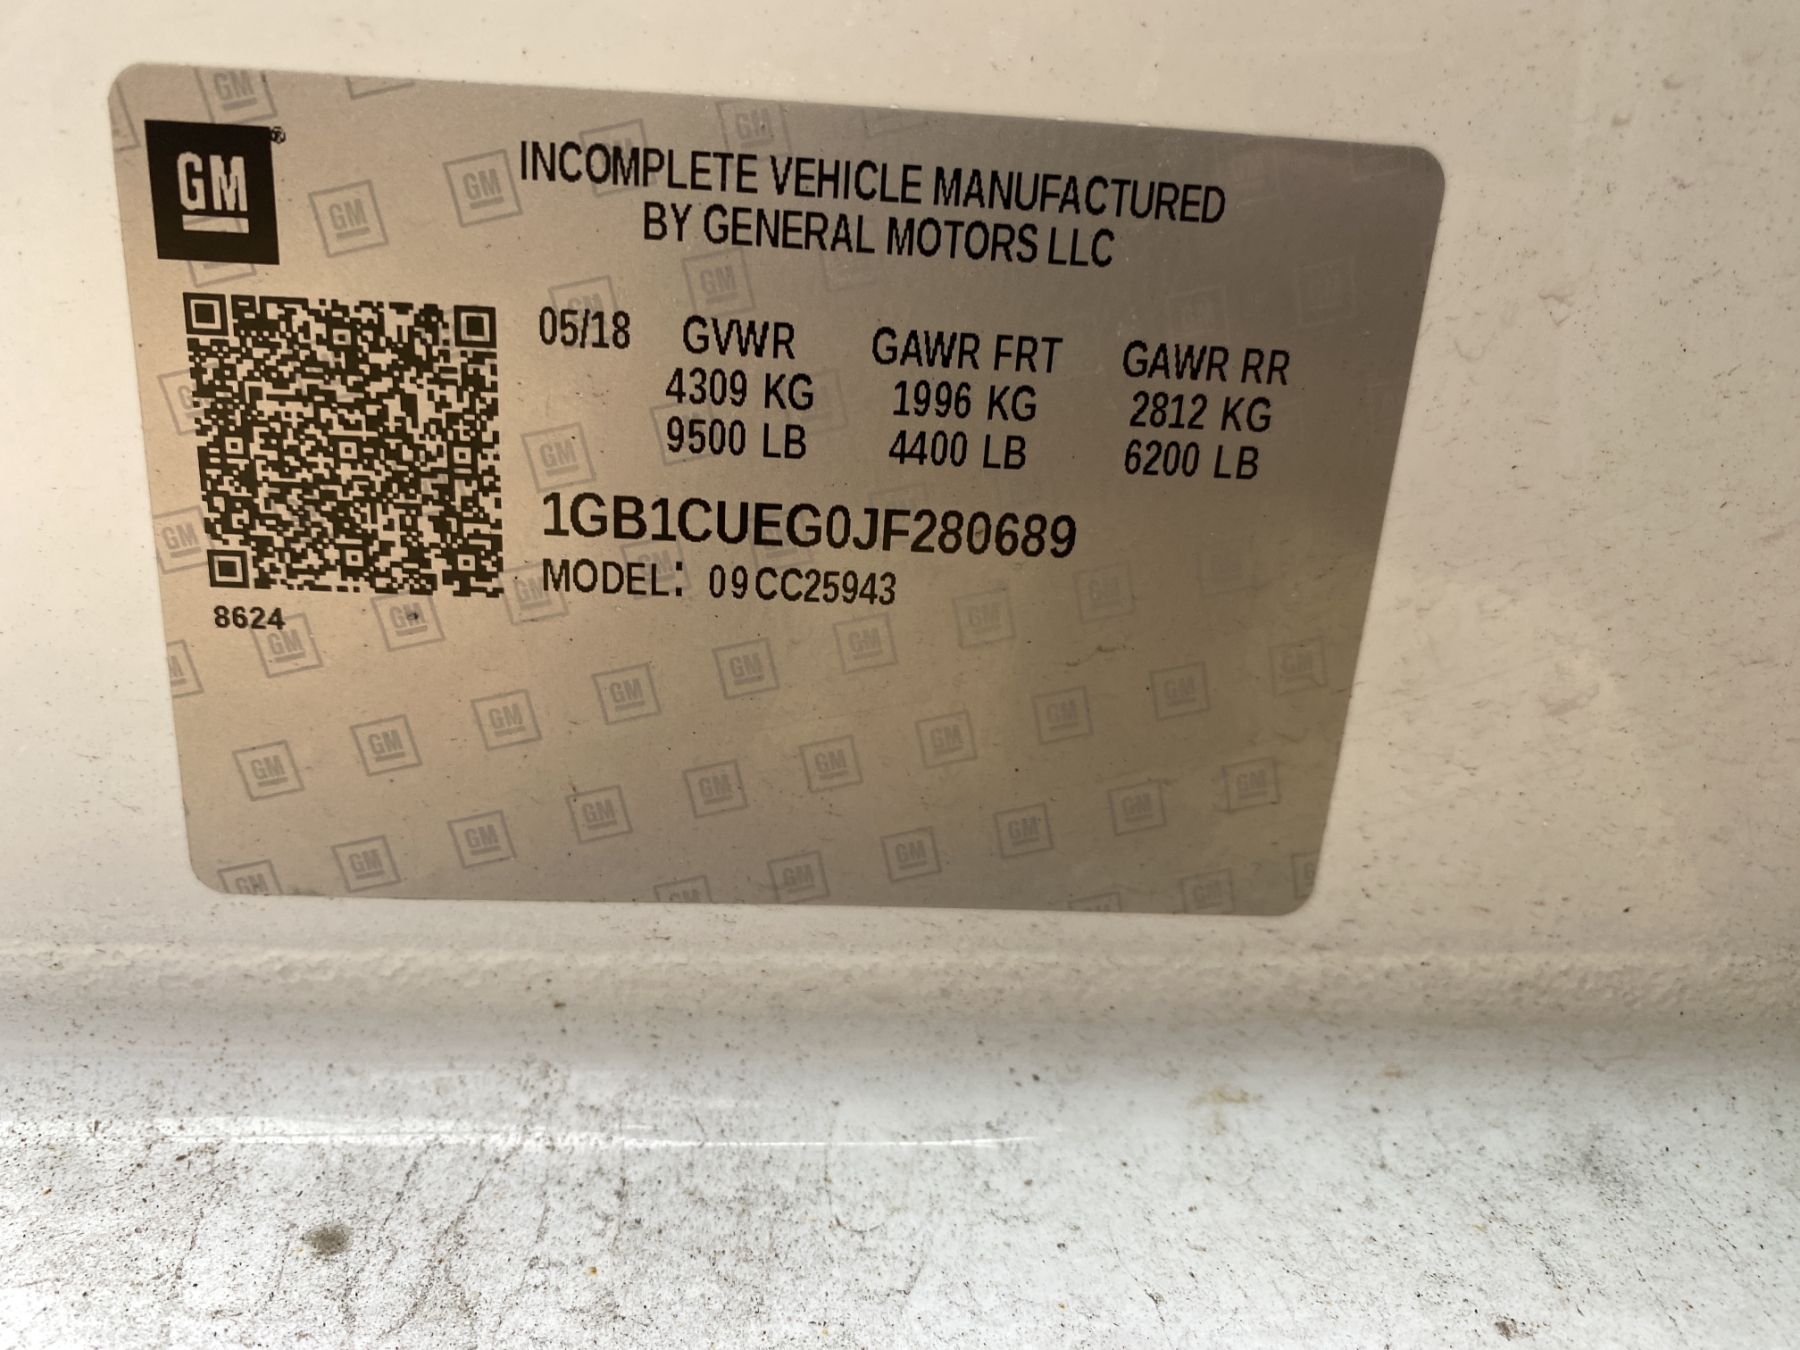 GM®
INCOMPLETE VEHICLE MANUFACTURED
BY GENERAL MOTORS LLC
05/18 GVWR GAWR FRT GAWR RR
4309 KG 1996 KG 2812 KG
9500 LB 4400 LB 6200 LB
1GB1CUEG0JF280689
MODEL: 09CC25943
8624